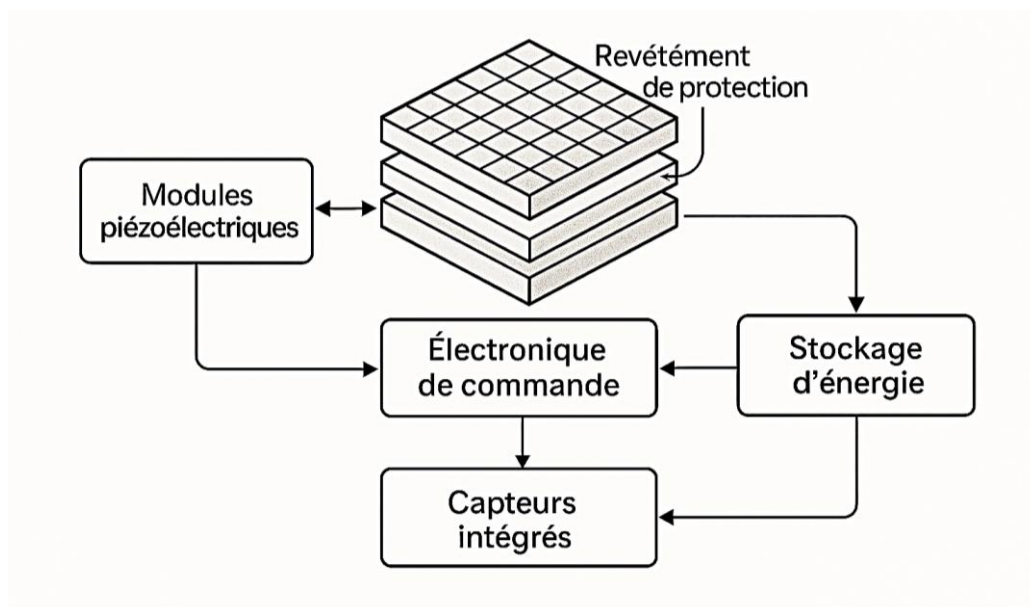 Revétément
de protection
Modules
piézoélectriques
Électronique
de commande
Stockage
d'énergie
Capteurs
intégrés